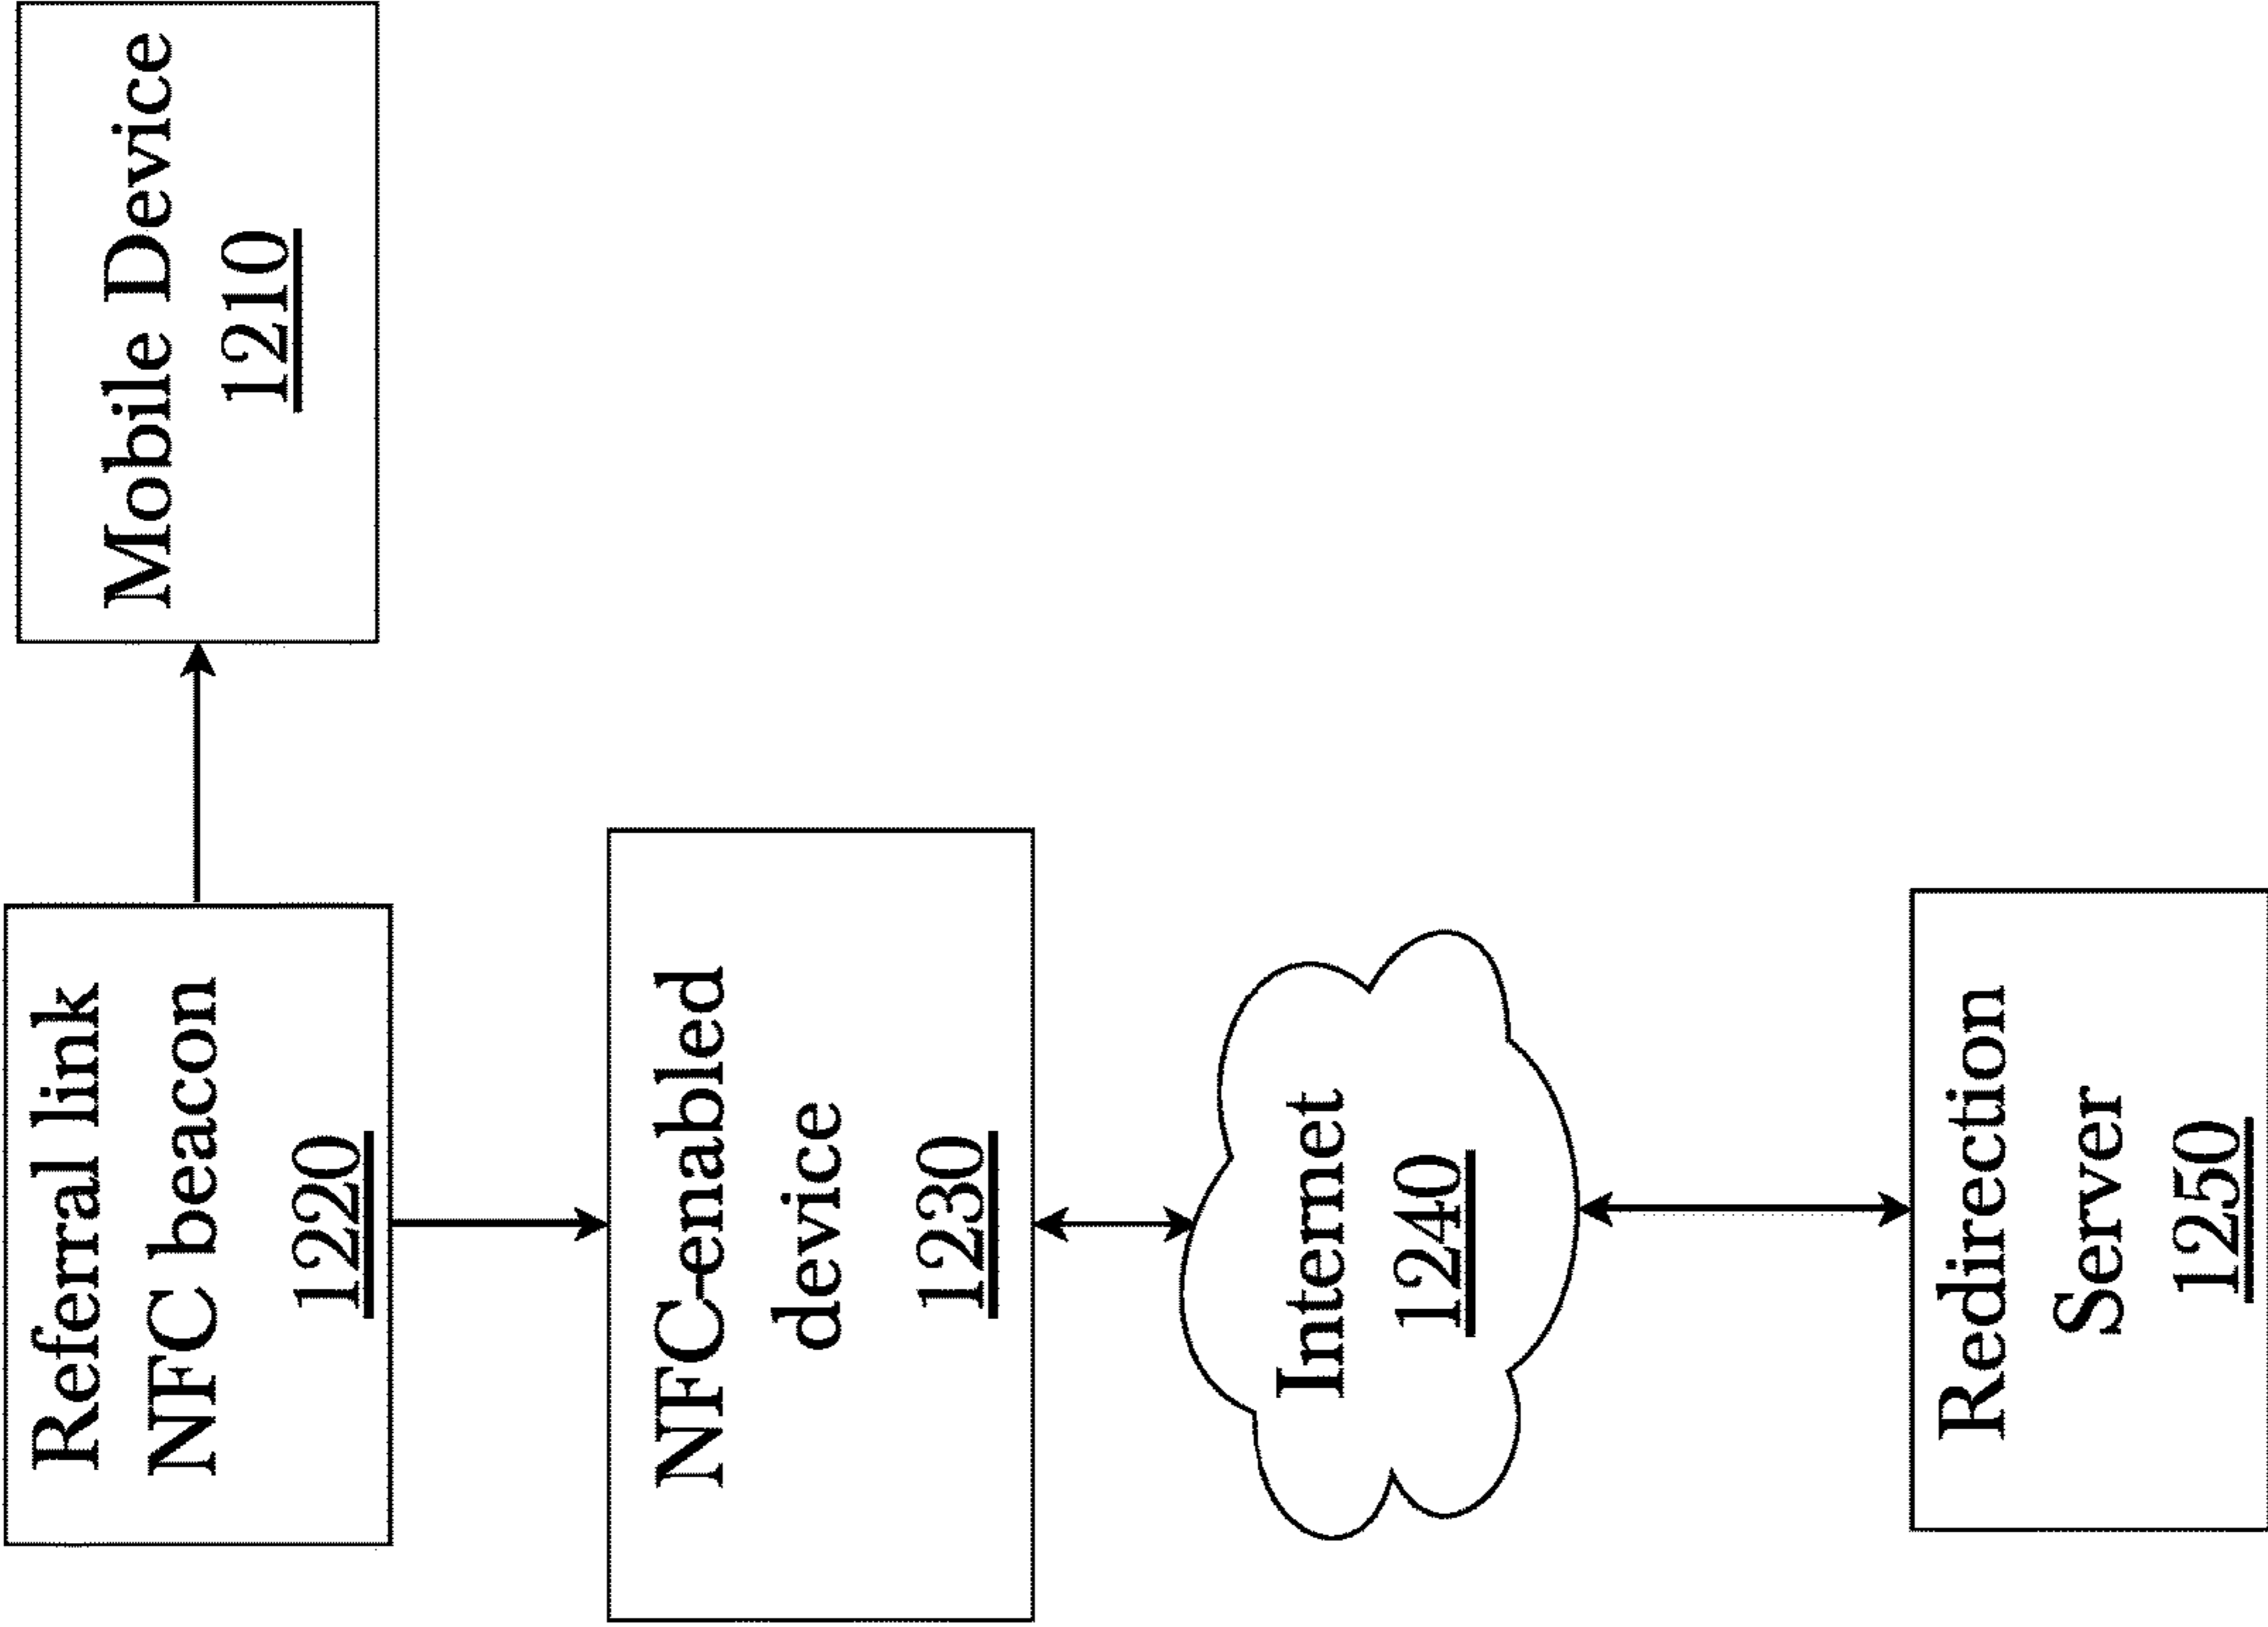 Referral link
NFC beacon
1220
Mobile Device
1210
NFC-enabled
device
1230
Internet
1240
Redirection
Server
1250